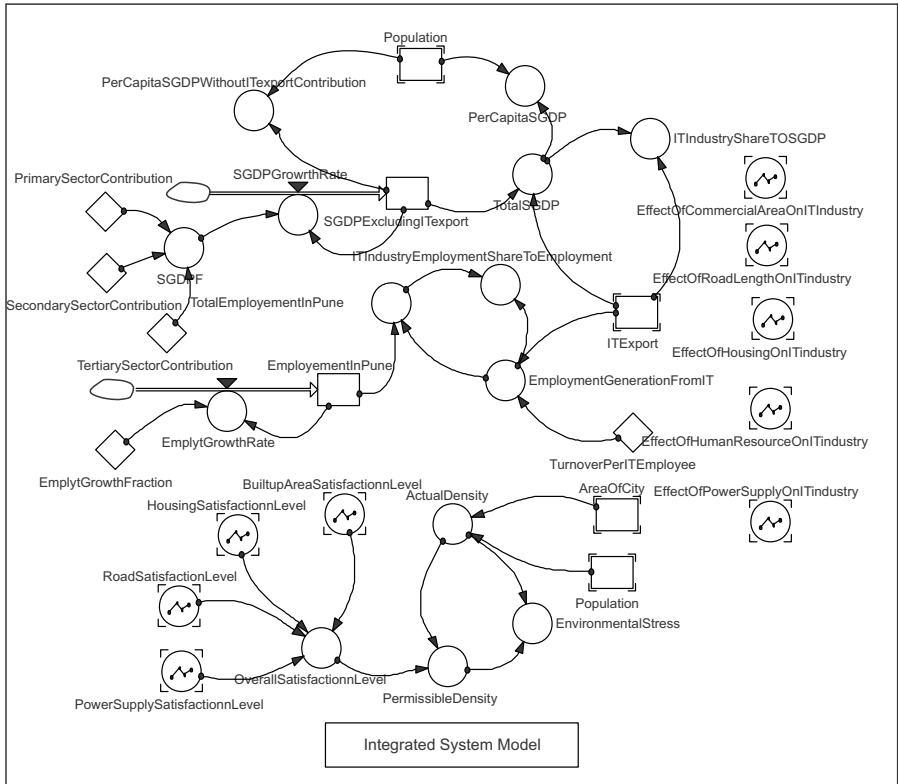 Population
PerCapitaSGDPWithoutITexportContribution
PerCapitaSGDP
ITIndustryShareTOSGDP
PrimarySectorContribution
SGDPGrowrthRate
TotalSGDP
SGDPExcludingITexport
EffectOfCommercialAreaOnITIndustry
SGDPF
ITIndustryEmploymentShareToEmployment
EffectOfRoadLengthOnITindustry
SecondarySectorContribution
TotalEmployementInPune
ITExport
EffectOfHousingOnITindustry
TertiarySectorContribution
EmployementInPune
EmploymentGenerationFromIT
EmplytGrowthRate
EffectOfHumanResourceOnITindustry
EmplytGrowthFraction
TurnoverPerITEmployee
BuiltupAreaSatisfactionnLevel
HousingSatisfactionnLevel
ActualDensity
AreaOfCity
EffectOfPowerSupplyOnITindustry
RoadSatisfactionLevel
Population
EnvironmentalStress
OverallSatisfactionnLevel
PermissibleDensity
PowerSupplySatisfactionnLevel
Integrated System Model